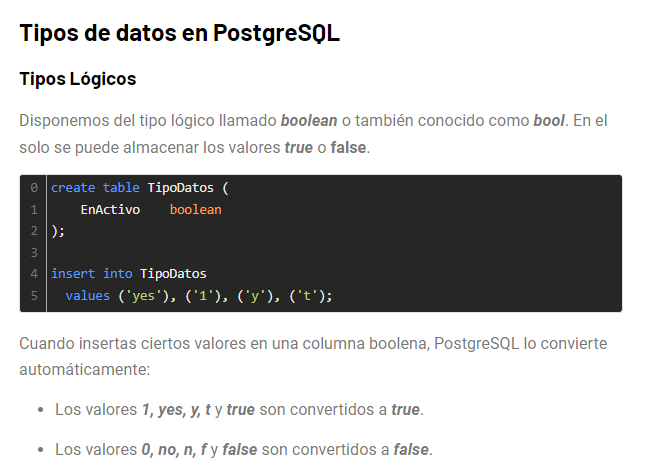 Tipos de datos en PostgreSQL
Tipos Lógicos
Disponemos del tipo lógico llamado boolean o también conocido como bool. En el
solo se puede almacenar los valores true o false.
0 create table TipoDatos (
1     EnActivo    boolean
2 );
3
4 insert into TipoDatos
5   values ('yes'), ('1'), ('y'), ('t');
Cuando insertas ciertos valores en una columna boolena, PostgreSQL lo convierte
automáticamente:
• Los valores 1, yes, y, t y true son convertidos a true.
• Los valores 0, no, n, f y false son convertidos a false.